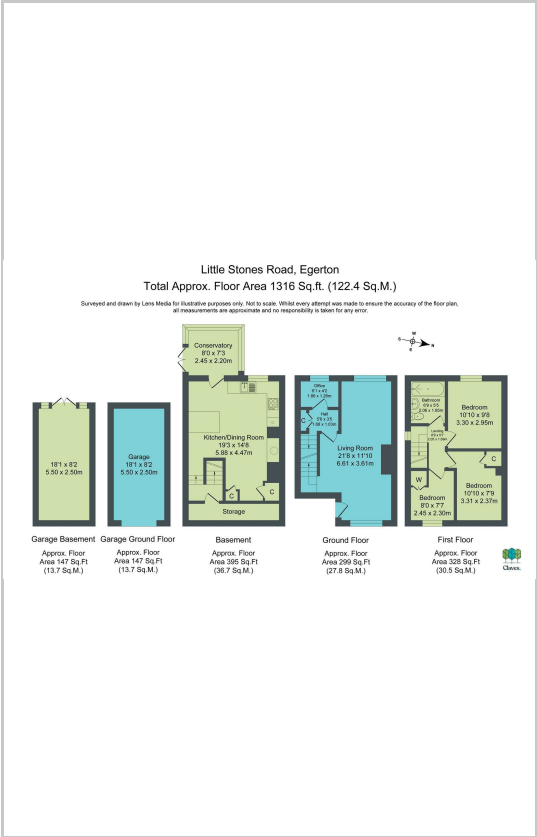 Little Stones Road, Egerton
Total Approx. Floor Area 1316 Sq.ft. (122.4 Sq.M.)
Surveyed and drawn by Lens Media for illustrative purposes only. Not to scale. Whilst every attempt was made to ensure the accuracy of the floor plan,
all measurements are approximate and no responsibility is taken for any error.
W
S
N
E
Conservatory
8'0 x 7'3
2.45 x 2.20m
Kitchen/Dining Room
19'3 x 14'8
5.88 x 4.47m
C
C
Storage
18'1 x 8'2
5.50 x 2.50m
Garage
18'1 x 8'2
5.50 x 2.50m
Office
Hall
C
Living Room
21'8 x 11'10
6.61 x 3.61m
Bathroom
Landing
Bedroom
10'10 x 9'8
3.30 x 2.95m
C
Bedroom
10'10 x 7'9
3.31 x 2.37m
W
Bedroom
8'0 x 7'7
2.45 x 2.30m
Garage Basement
Approx. Floor
Area 147 Sq.Ft
(13.7 Sq.M.)
Garage Ground Floor
Approx. Floor
Area 147 Sq.Ft
(13.7 Sq.M.)
Basement
Approx. Floor
Area 395 Sq.Ft
(36.7 Sq.M.)
Ground Floor
Approx. Floor
Area 299 Sq.Ft
(27.8 Sq.M.)
First Floor
Approx. Floor
Area 328 Sq.Ft
(30.5 Sq.M.)
Claves.